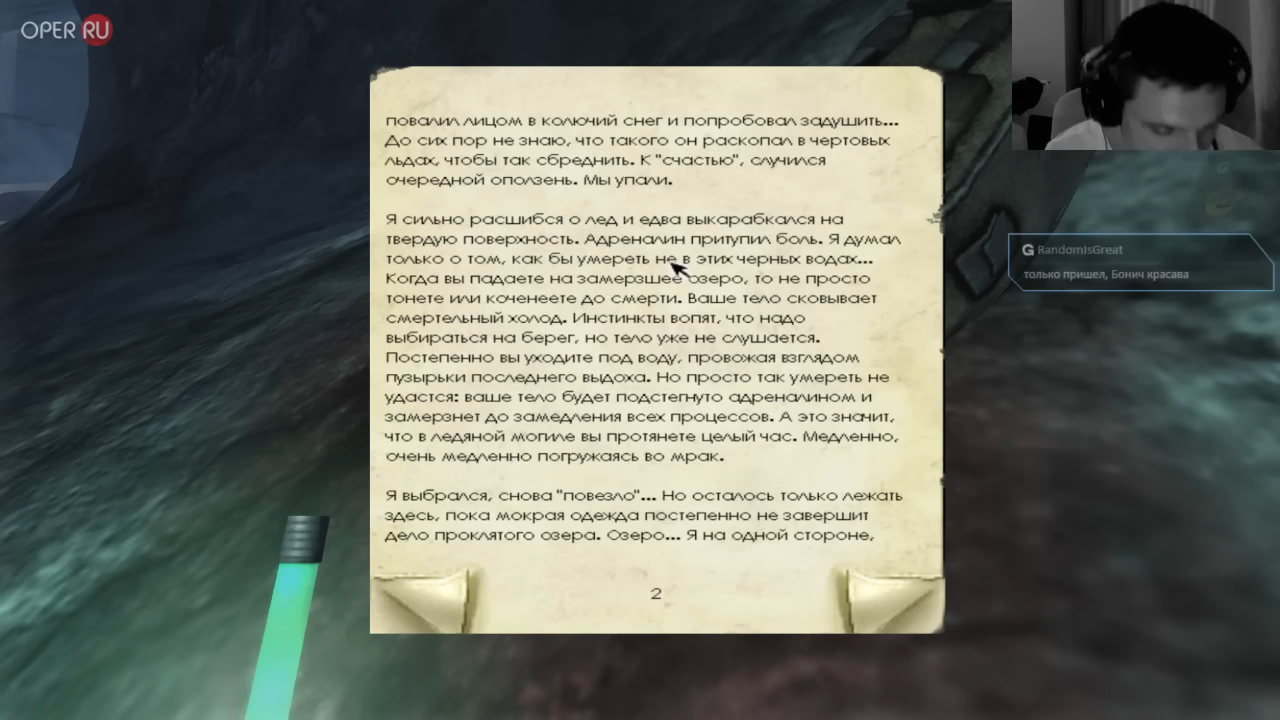 OPER RU
повалил лицом в колючий снег и попробовал задушить...
До сих пор не знаю, что такого он раскопал в чертовых
льдах, чтобы так сбреднить. К "счастью", случился
очередной оползень. Мы упали.
Я сильно расшибся о лед и едва выкарабкался на
твердую поверхность. Адреналин притупил боль. Я думал
только о том, как бы умереть не в этих черных водах...
Когда вы падаете на замерзшее озеро, то не просто
тонете или коченеете до смерти. Ваше тело сковывает
смертельный холод. Инстинкты вопят, что надо
выбираться на берег, но тело уже не слушается.
Постепенно вы уходите под воду, провожая взглядом
пузырьки последнего выдоха. Но просто так умереть не
удастся: ваше тело будет подстегнуто адреналином и
замерзнет до замедления всех процессов. А это значит,
что в ледяной могиле вы протянете целый час. Медленно,
очень медленно погружаясь во мрак.
Я выбрался, снова "повезло"... Но осталось только лежать
здесь, пока мокрая одежда постепенно не завершит
дело проклятого озера. Озеро... Я на одной стороне,
2
G RandomIsGreat
только пришел, Бонич красава